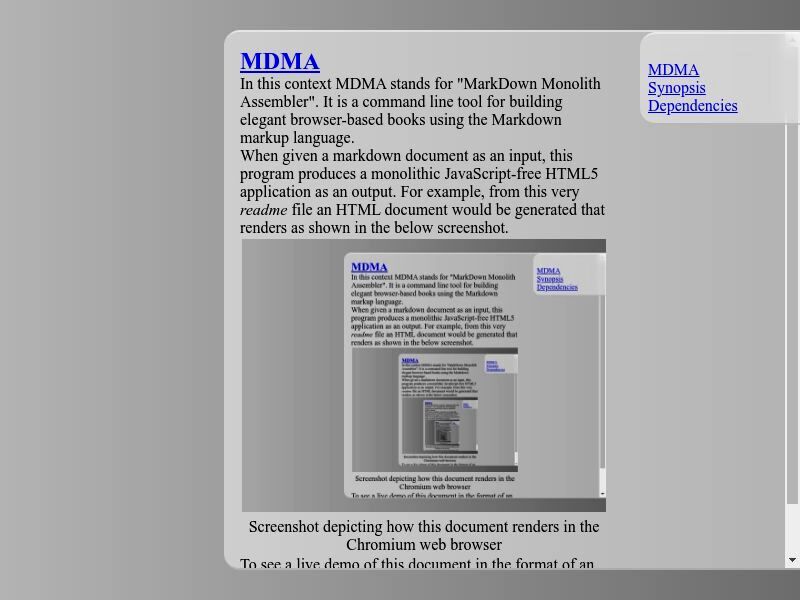 MDMA
In this context MDMA stands for "MarkDown Monolith
Assembler". It is a command line tool for building
elegant browser-based books using the Markdown
markup language.
When given a markdown document as an input, this
program produces a monolithic JavaScript-free HTML5
application as an output. For example, from this very
readme file an HTML document would be generated that
renders as shown in the below screenshot.
MDMA
In this context MDMA stands for "MarkDown Monolith
Assembler". It is a command line tool for building
elegant browser-based books using the Markdown
markup language.
When given a markdown document as an input, this
program produces a monolithic JavaScript-free HTML5
application as an output. For example, from this very
readme file an HTML document would be generated that
renders as shown in the below screenshot.
MDMA
Synopsis
Dependencies
MDMA
Screenshot depicting how this document renders in the
Chromium web browser
To see a live demo of this document in the format of an
Screenshot depicting how this document renders in the
Chromium web browser
To see a live demo of this document in the format of an
MDMA
Synopsis
Dependencies